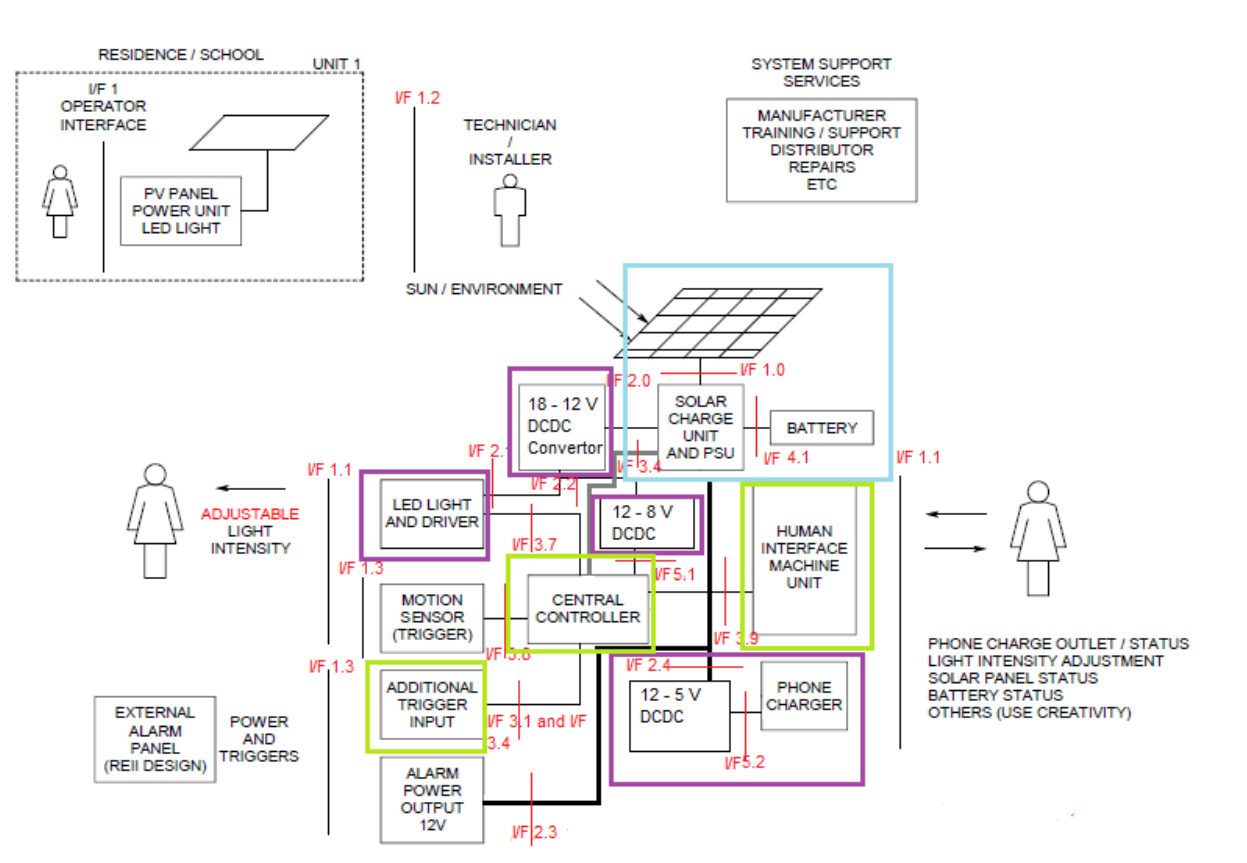 RESIDENCE / SCHOOL
UNIT 1
I/F 1
OPERATOR
INTERFACE
PV PANEL
POWER UNIT
LED LIGHT
I/F 1.2
TECHNICIAN
/
INSTALLER
SYSTEM SUPPORT
SERVICES
MANUFACTURER
TRAINING / SUPPORT
DISTRIBUTOR
REPAIRS
ETC
SUN / ENVIRONMENT
I/F 2.0
I/F 1.0
18 - 12 V
DCDC
Convertor
SOLAR
CHARGE
UNIT
AND PSU
BATTERY
I/F 2.1
I/F 3.4
I/F 4.1
I/F 1.1
I/F 1.1
I/F 2.2
ADJUSTABLE
LIGHT
INTENSITY
LED LIGHT
AND DRIVER
12 - 8 V
DCDC
HUMAN
INTERFACE
MACHINE
UNIT
I/F 3.7
I/F 1.3
I/F 5.1
MOTION
SENSOR
(TRIGGER)
CENTRAL
CONTROLLER
I/F 3.9
I/F 1.3
I/F 2.4
PHONE CHARGE OUTLET / STATUS
LIGHT INTENSITY ADJUSTMENT
SOLAR PANEL STATUS
BATTERY STATUS
OTHERS (USE CREATIVITY)
ADDITIONAL
TRIGGER
INPUT
I/F 3.1 and I/F
3.4
12 - 5 V
DCDC
PHONE
CHARGER
EXTERNAL
ALARM
PANEL
(REII DESIGN)
POWER
AND
TRIGGERS
I/F5.2
ALARM
POWER
OUTPUT
12V
I/F 2.3